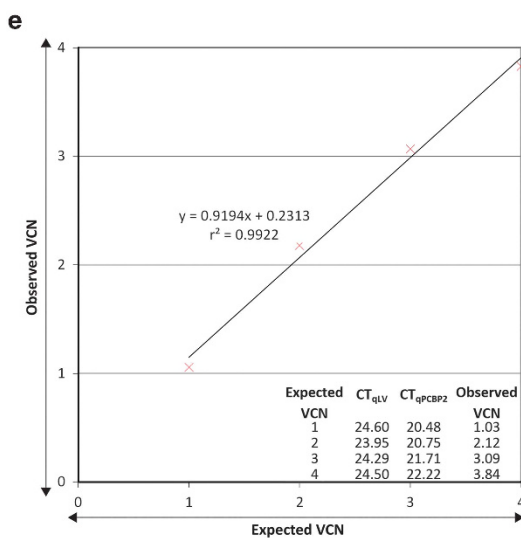 e
4
3
2
1
0
Observed VCN
y = 0.9194x + 0.2313
r² = 0.9922
Expected VCN CTqLV CTqPCBP2 Observed VCN
1 24.60 20.48 1.03
2 23.95 20.75 2.12
3 24.29 21.71 3.09
4 24.50 22.22 3.84
0 1 2 3 4
Expected VCN